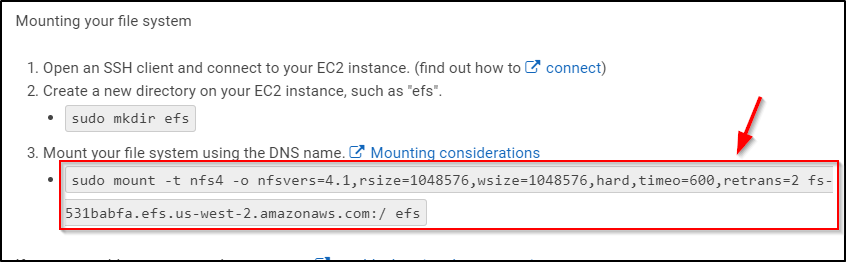 Mounting your file system
1. Open an SSH client and connect to your EC2 instance. (find out how to connect)
2. Create a new directory on your EC2 instance, such as "efs".
sudo mkdir efs
3. Mount your file system using the DNS name. Mounting considerations
sudo mount -t nfs4 -o nfsvers=4.1,rsize=1048576,wsize=1048576,hard,timeo=600,retrans=2 fs-
531babfa.efs.us-west-2.amazonaws.com:/ efs